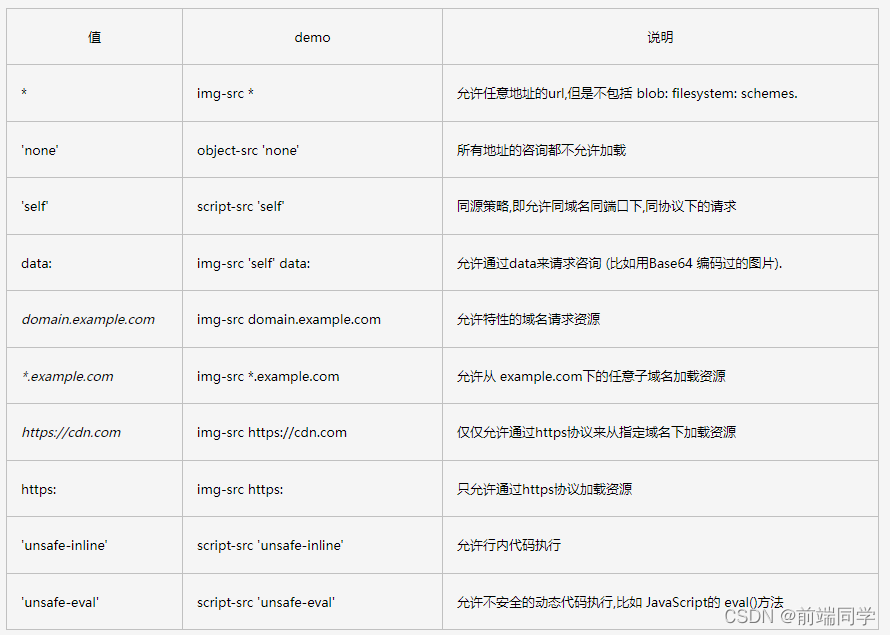 值 demo 说明
* img-src * 允许任意地址的url,但是不包括 blob: filesystem: schemes.
'none' object-src 'none' 所有地址的咨询都不允许加载
'self' script-src 'self' 同源策略,即允许同域名同端口下,同协议下的请求
data: img-src 'self' data: 允许通过data来请求咨询 (比如用Base64 编码过的图片).
domain.example.com img-src domain.example.com 允许特性的域名请求资源
*.example.com img-src *.example.com 允许从 example.com下的任意子域名加载资源
https://cdn.com img-src https://cdn.com 仅仅允许通过https协议来从指定域名下加载资源
https: img-src https: 只允许通过https协议加载资源
'unsafe-inline' script-src 'unsafe-inline' 允许行内代码执行
'unsafe-eval' script-src 'unsafe-eval' 允许不安全的动态代码执行,比如 JavaScript的 eval()方法
CSDN @前端同学